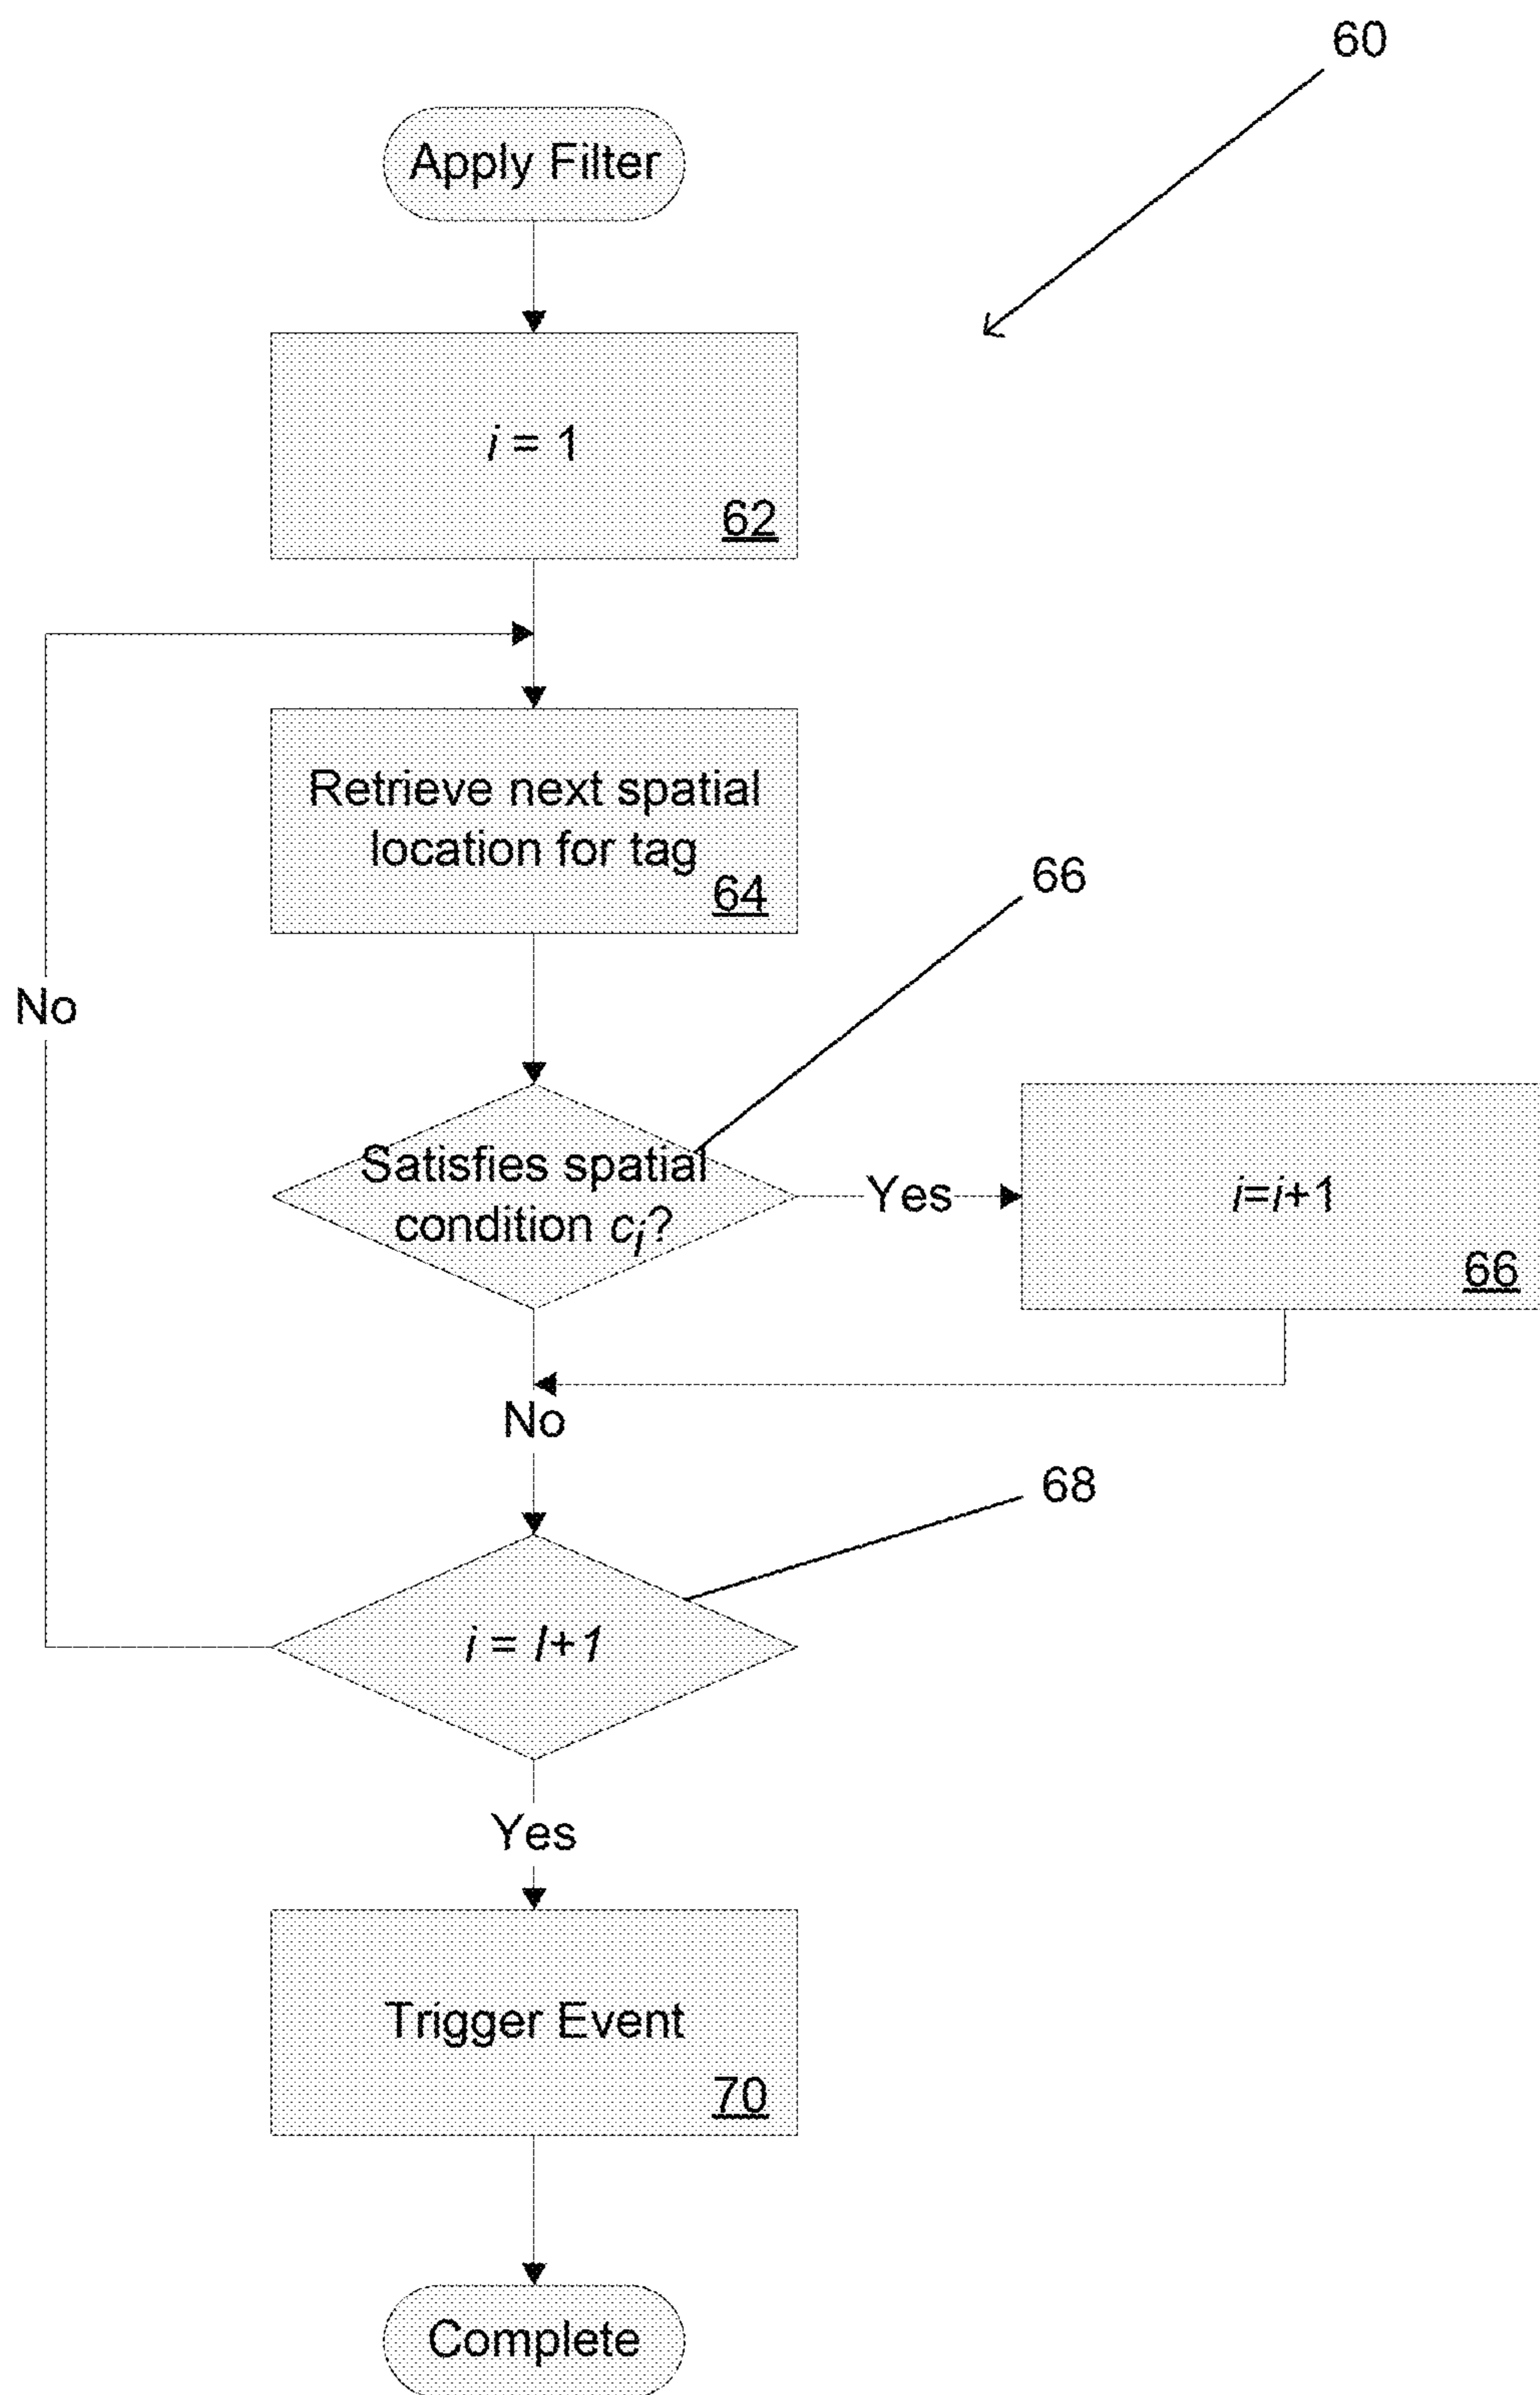 60
Apply Filter
i = 1
62
Retrieve next spatial
location for tag
64
66
No
Satisfies spatial
condition ci?
Yes
i=i+1
66
No
68
i = I+1
Yes
Trigger Event
70
Complete